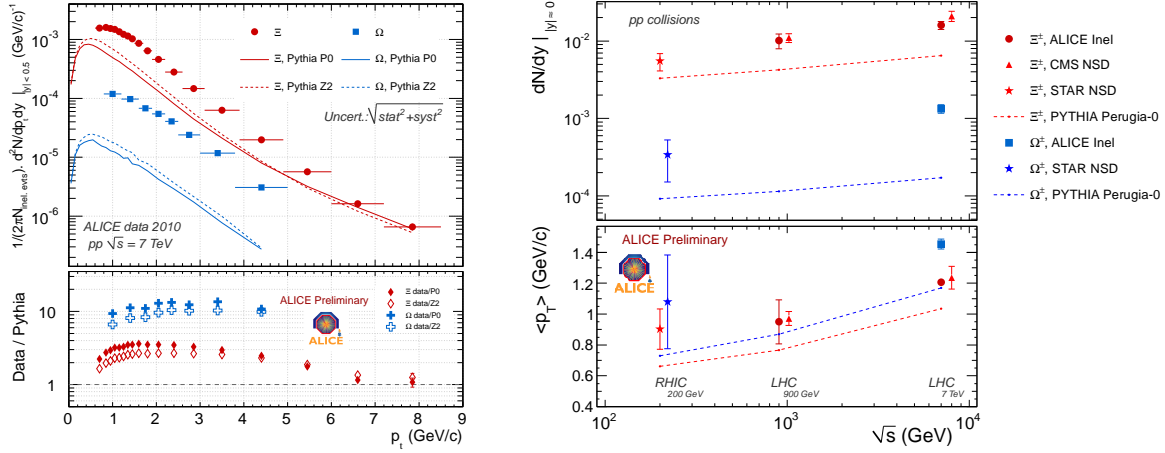 1/(2πN_inel. evts). d²N/dp_t dy |_|y| < 0.5 (GeV/c)⁻¹
10⁻³
10⁻⁴
10⁻⁵
10⁻⁶
Ξ
Ω
Ξ, Pythia P0
Ω, Pythia P0
Ξ, Pythia Z2
Ω, Pythia Z2
Uncert.:√stat²+syst²
ALICE data 2010
pp √s = 7 TeV
Data / Pythia
10
1
ALICE Preliminary
ALICE
Ξ data/P0
Ξ data/Z2
Ω data/P0
Ω data/Z2
0 1 2 3 4 5 6 7 8 9
p_t (GeV/c)
dN/dy |_|y| ≈ 0
10⁻²
10⁻³
10⁻⁴
pp collisions
Ξ±, ALICE Inel
Ξ±, CMS NSD
Ξ±, STAR NSD
Ξ±, PYTHIA Perugia-0
Ω±, ALICE Inel
Ω±, STAR NSD
Ω±, PYTHIA Perugia-0
<p_T> (GeV/c)
1.6
1.4
1.2
1
0.8
0.6
0.4
ALICE Preliminary
ALICE
RHIC
200 GeV
LHC
900 GeV
LHC
7 TeV
10² 10³ 10⁴
√s (GeV)